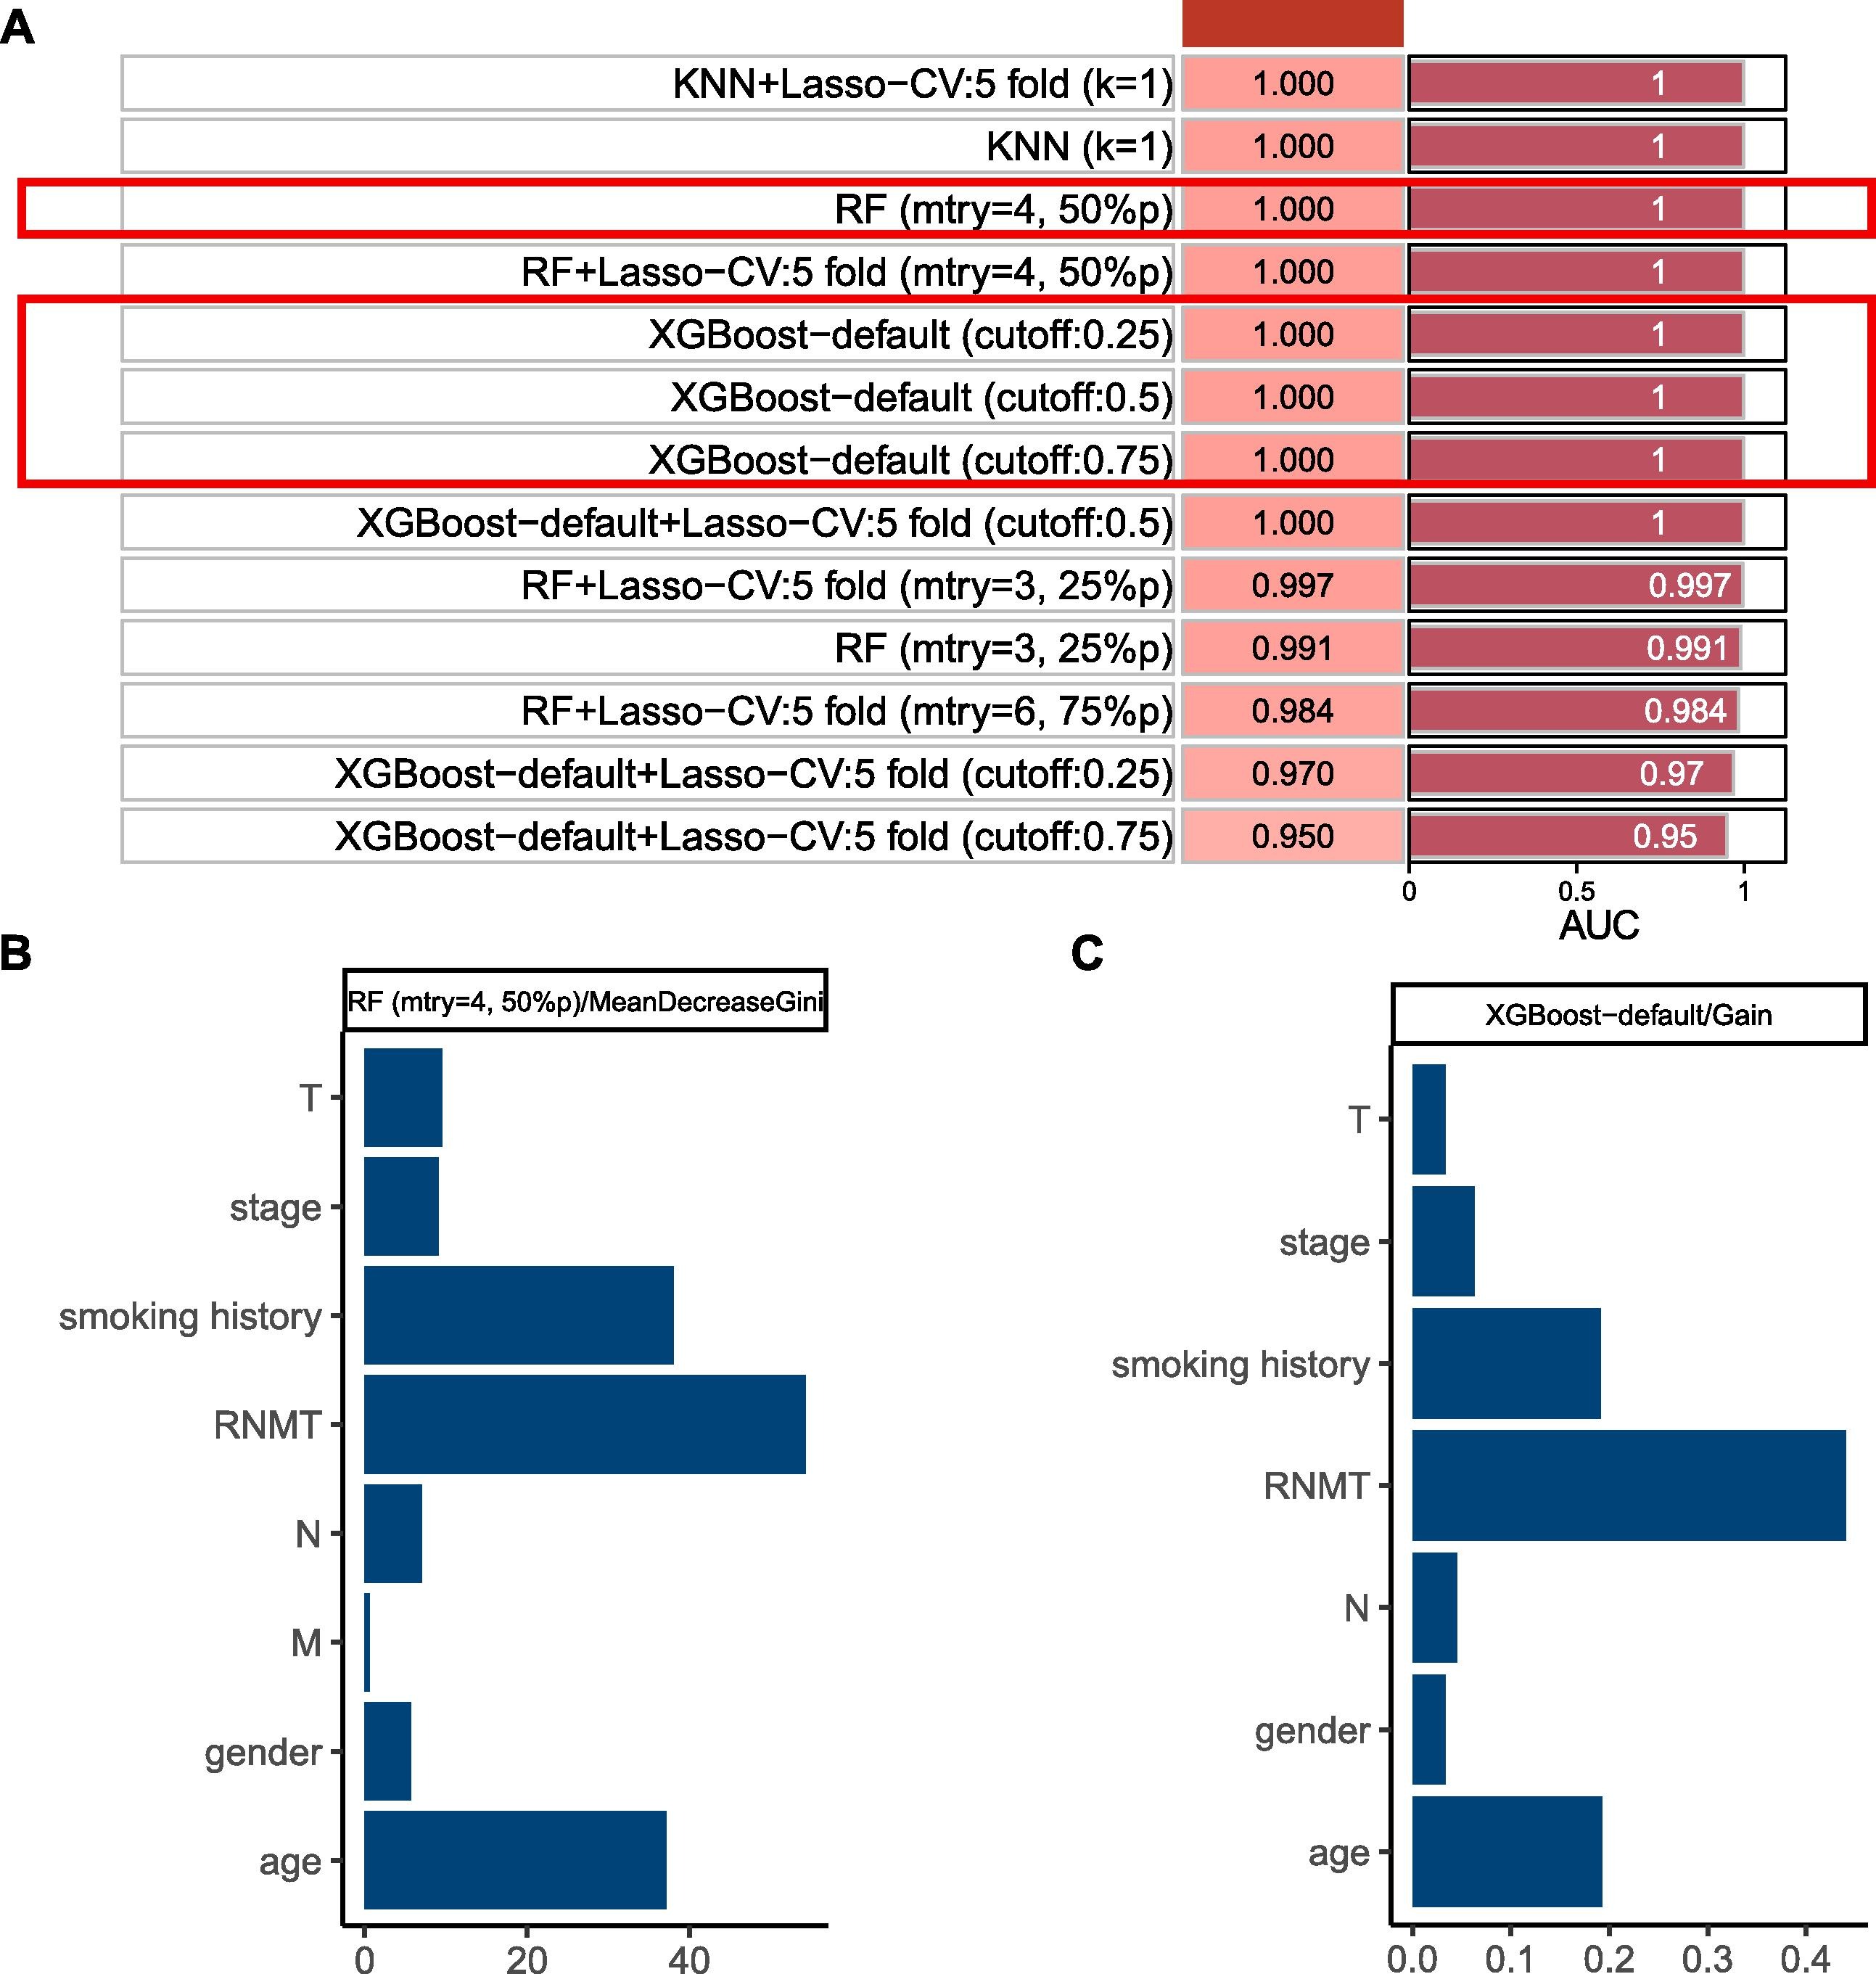 A
KNN+Lasso−CV:5 fold (k=1) 1.000 1
KNN (k=1) 1.000 1
RF (mtry=4, 50%p) 1.000 1
RF+Lasso−CV:5 fold (mtry=4, 50%p) 1.000 1
XGBoost−default (cutoff:0.25) 1.000 1
XGBoost−default (cutoff:0.5) 1.000 1
XGBoost−default (cutoff:0.75) 1.000 1
XGBoost−default+Lasso−CV:5 fold (cutoff:0.5) 1.000 1
RF+Lasso−CV:5 fold (mtry=3, 25%p) 0.997 0.997
RF (mtry=3, 25%p) 0.991 0.991
RF+Lasso−CV:5 fold (mtry=6, 75%p) 0.984 0.984
XGBoost−default+Lasso−CV:5 fold (cutoff:0.25) 0.970 0.97
XGBoost−default+Lasso−CV:5 fold (cutoff:0.75) 0.950 0.95
0 0.5 1
AUC
B
RF (mtry=4, 50%p)/MeanDecreaseGini
T
stage
smoking history
RNMT
N
M
gender
age
0 20 40
C
XGBoost−default/Gain
T
stage
smoking history
RNMT
N
gender
age
0.0 0.1 0.2 0.3 0.4